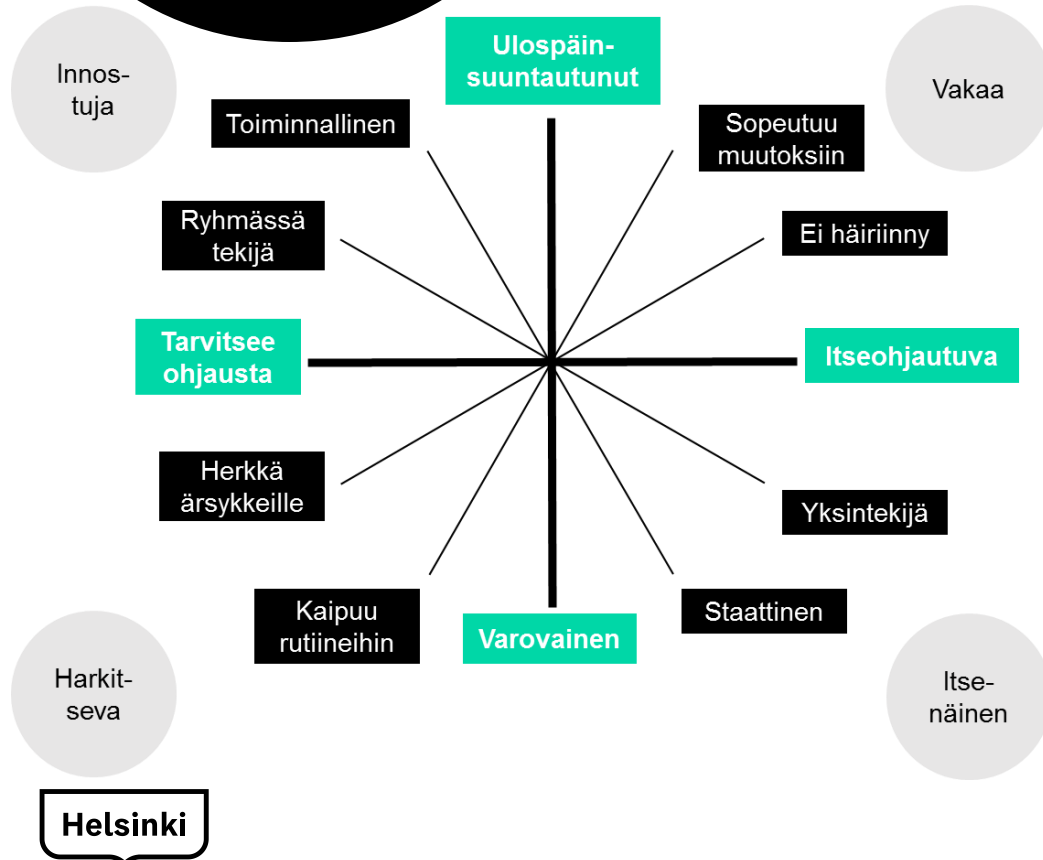 Ulospäin-
suuntautunut
Innos-
tuja
Vakaa
Toiminnallinen
Sopeutuu
muutoksiin
Ryhmässä
tekijä
Ei häiriinny
Tarvitsee
ohjausta
Itseohjautuva
Herkkä
ärsykkeille
Yksintekijä
Kaipuu
rutiineihin
Varovainen
Staattinen
Harkit-
seva
Itse-
näinen
Helsinki